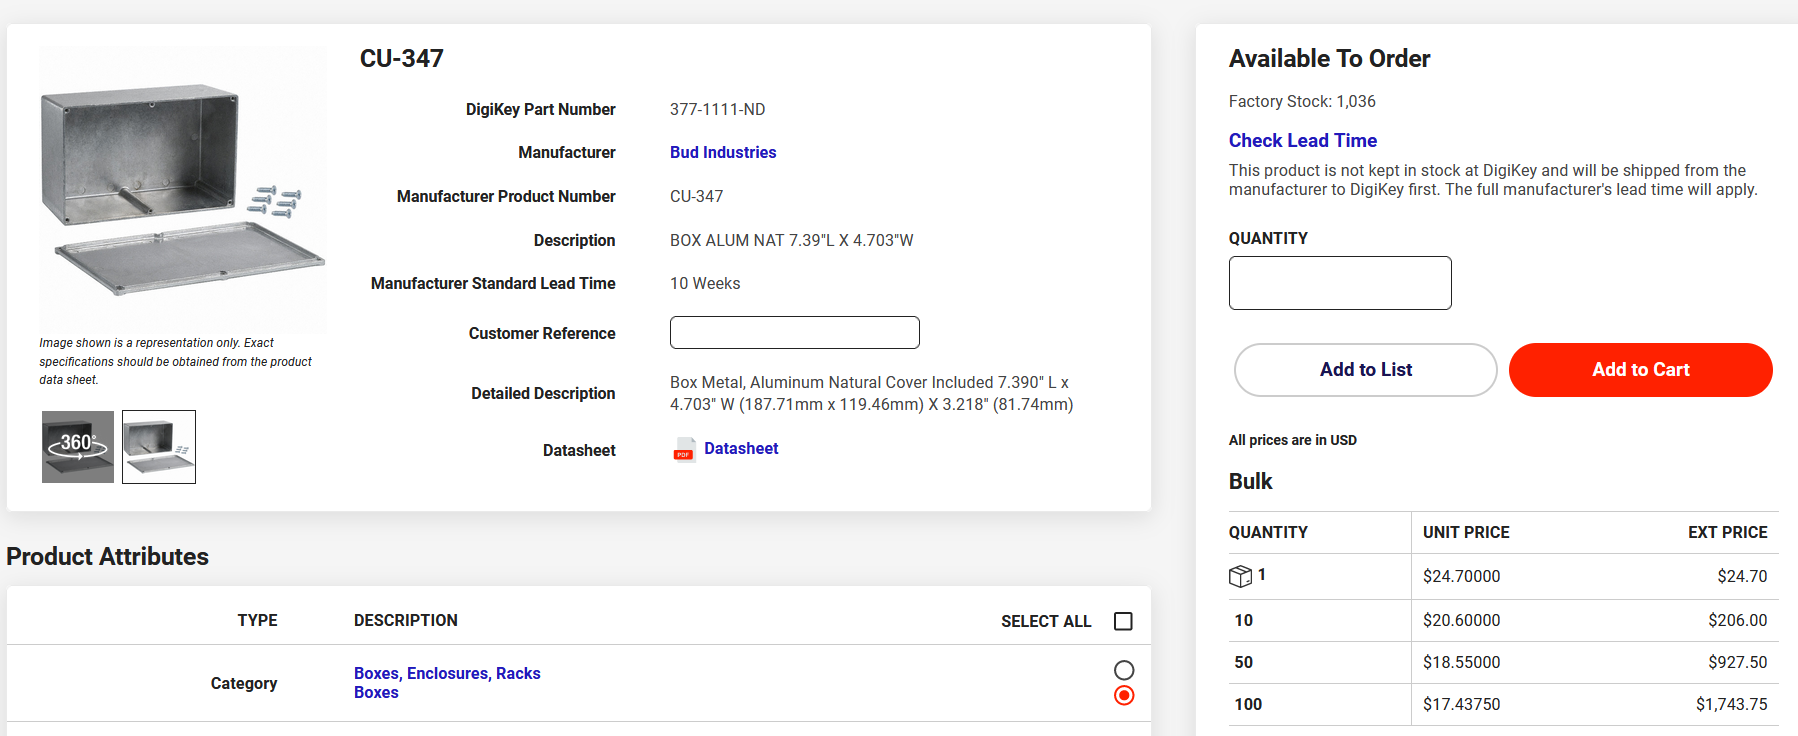 CU-347
DigiKey Part Number 377-1111-ND
Manufacturer Bud Industries
Manufacturer Product Number CU-347
Description BOX ALUM NAT 7.39"L X 4.703"W
Manufacturer Standard Lead Time 10 Weeks
Customer Reference
Detailed Description Box Metal, Aluminum Natural Cover Included 7.390" L x
4.703" W (187.71mm x 119.46mm) X 3.218" (81.74mm)
Datasheet PDF Datasheet
Image shown is a representation only. Exact
specifications should be obtained from the product
data sheet.
360°
Product Attributes
TYPE DESCRIPTION SELECT ALL
Category Boxes, Enclosures, Racks
Boxes
Available To Order
Factory Stock: 1,036
Check Lead Time
This product is not kept in stock at DigiKey and will be shipped from the
manufacturer to DigiKey first. The full manufacturer's lead time will apply.
QUANTITY
Add to List Add to Cart
All prices are in USD
Bulk
QUANTITY UNIT PRICE EXT PRICE
1 $24.70000 $24.70
10 $20.60000 $206.00
50 $18.55000 $927.50
100 $17.43750 $1,743.75